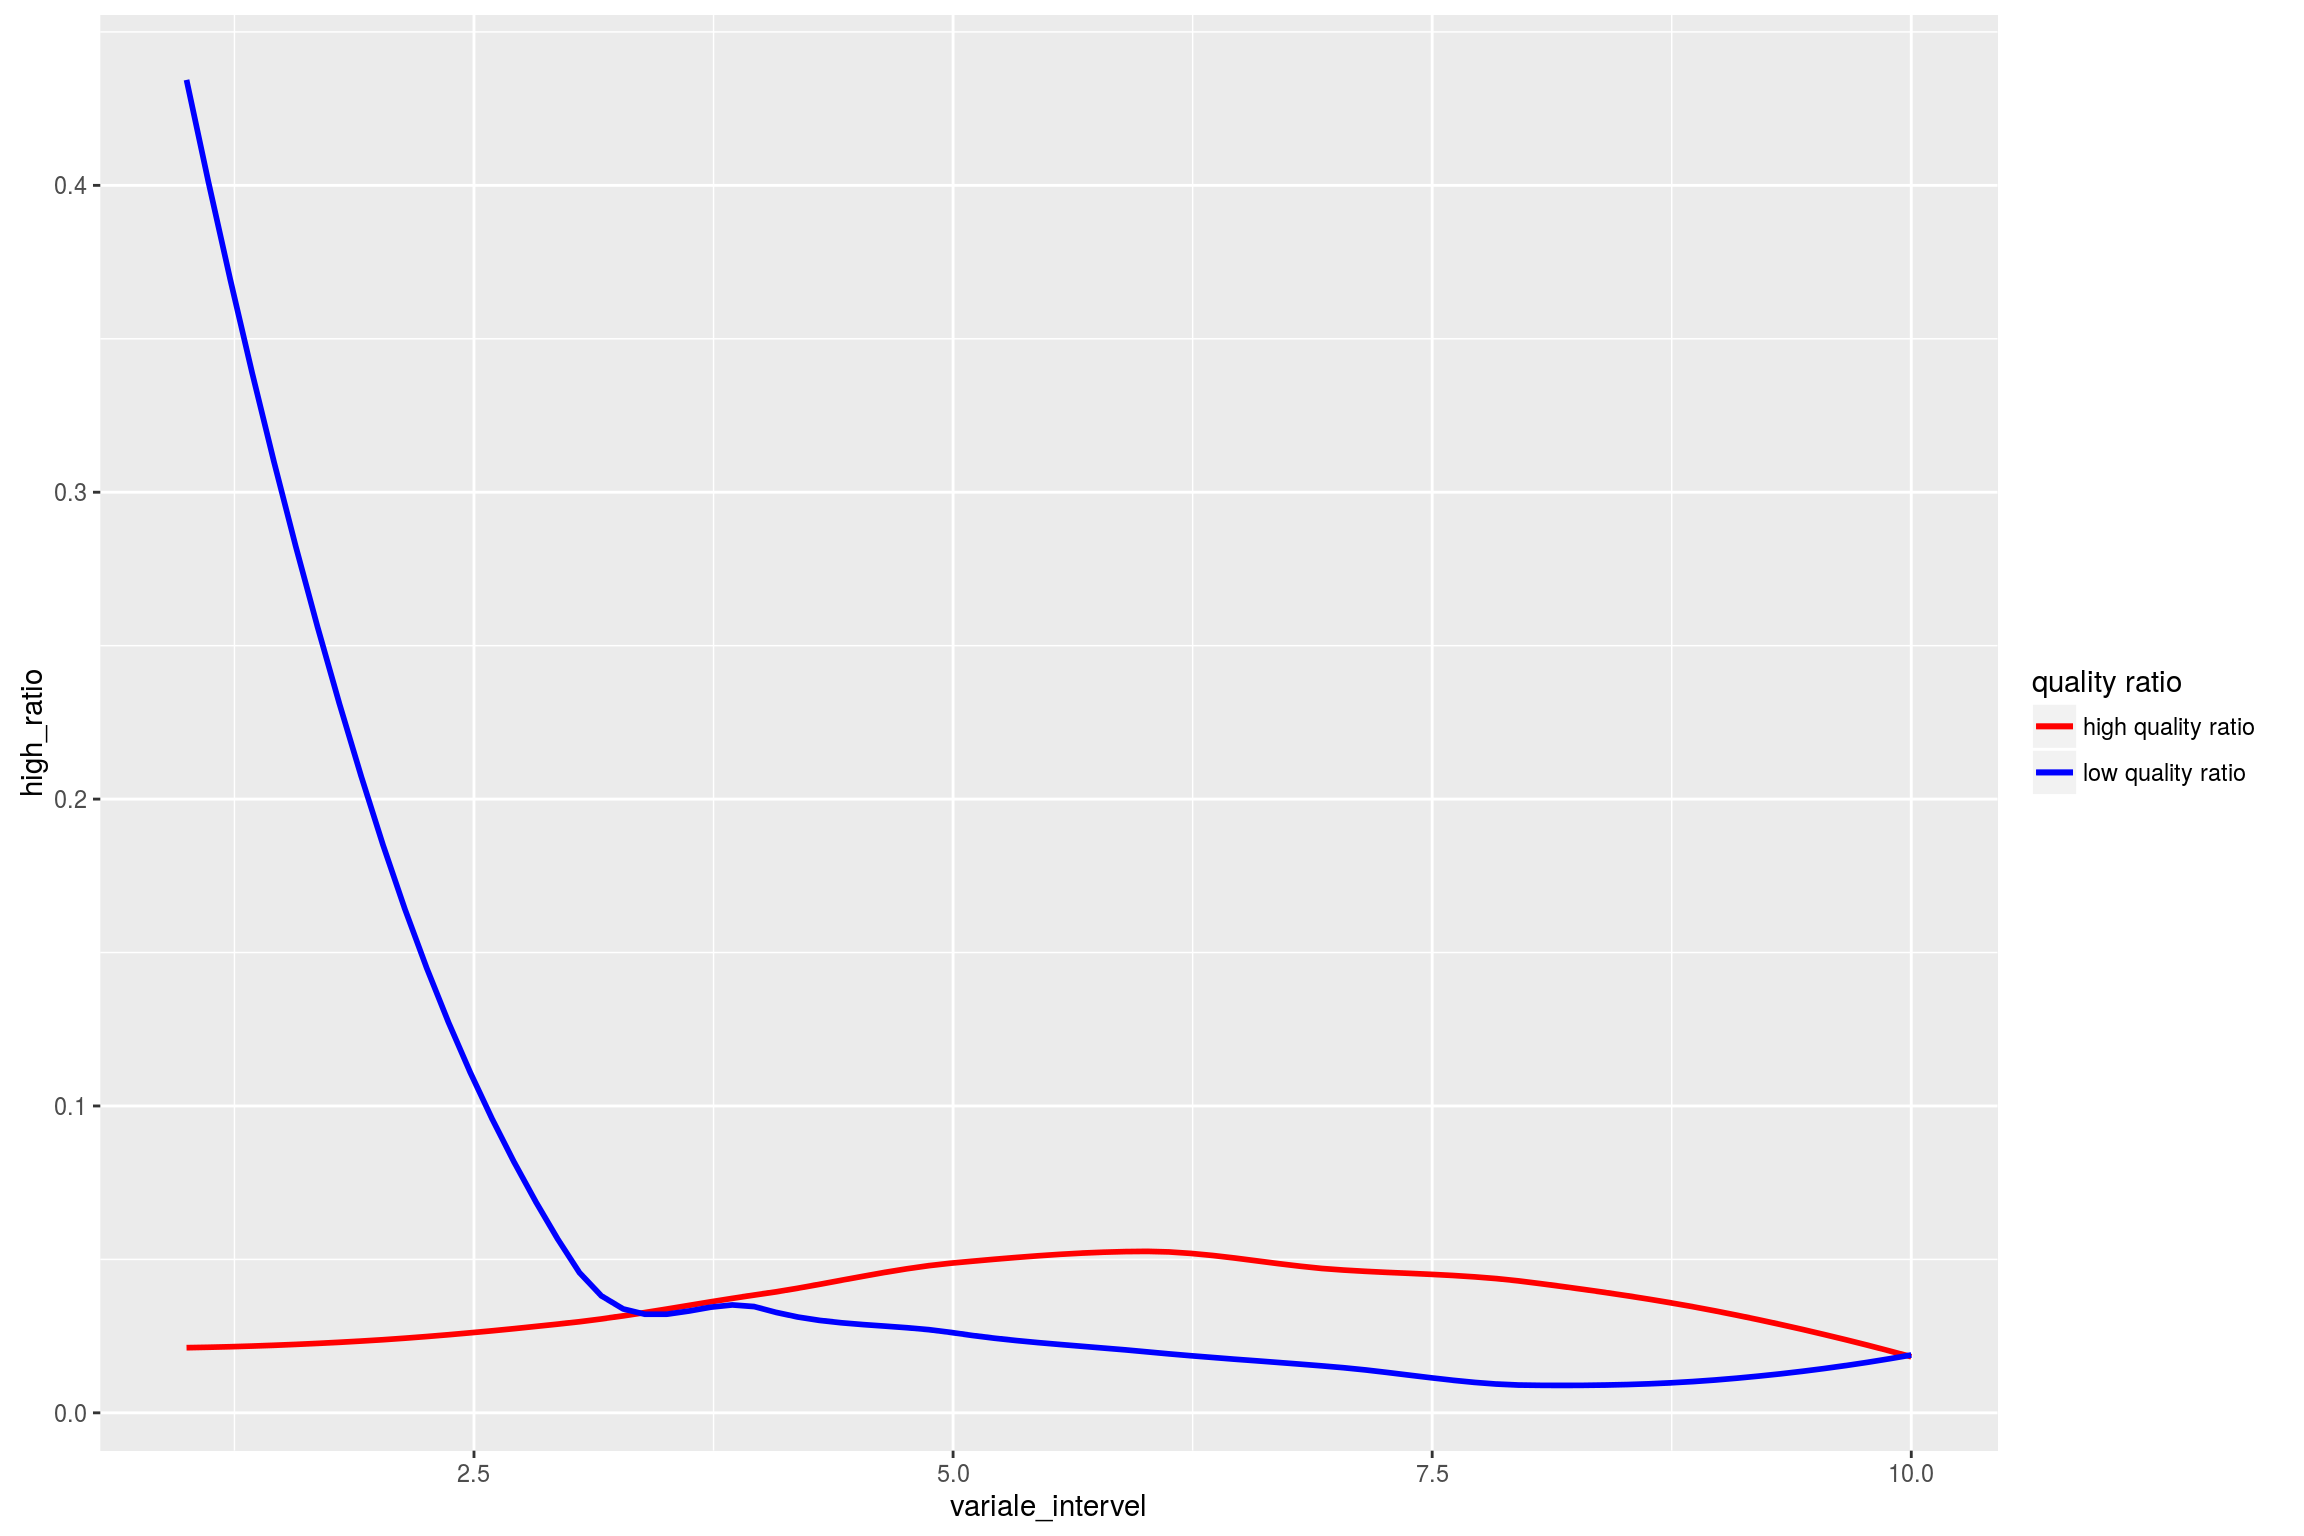 0.4
0.3
0.2
0.1
0.0
high_ratio
2.5
5.0
7.5
10.0
variale_intervel
quality ratio
high quality ratio
low quality ratio